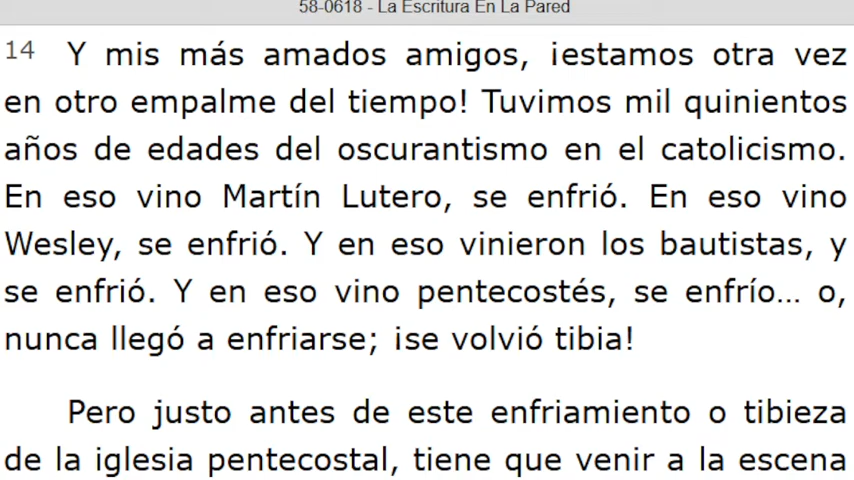 58-0618 - La Escritura En La Pared
14 Y mis más amados amigos, ¡estamos otra vez
en otro empalme del tiempo! Tuvimos mil quinientos
años de edades del oscurantismo en el catolicismo.
En eso vino Martín Lutero, se enfrió. En eso vino
Wesley, se enfrió. Y en eso vinieron los bautistas, y
se enfrió. Y en eso vino pentecostés, se enfrío… o,
nunca llegó a enfriarse; ¡se volvió tibia!
Pero justo antes de este enfriamiento o tibieza
de la iglesia pentecostal, tiene que venir a la escena